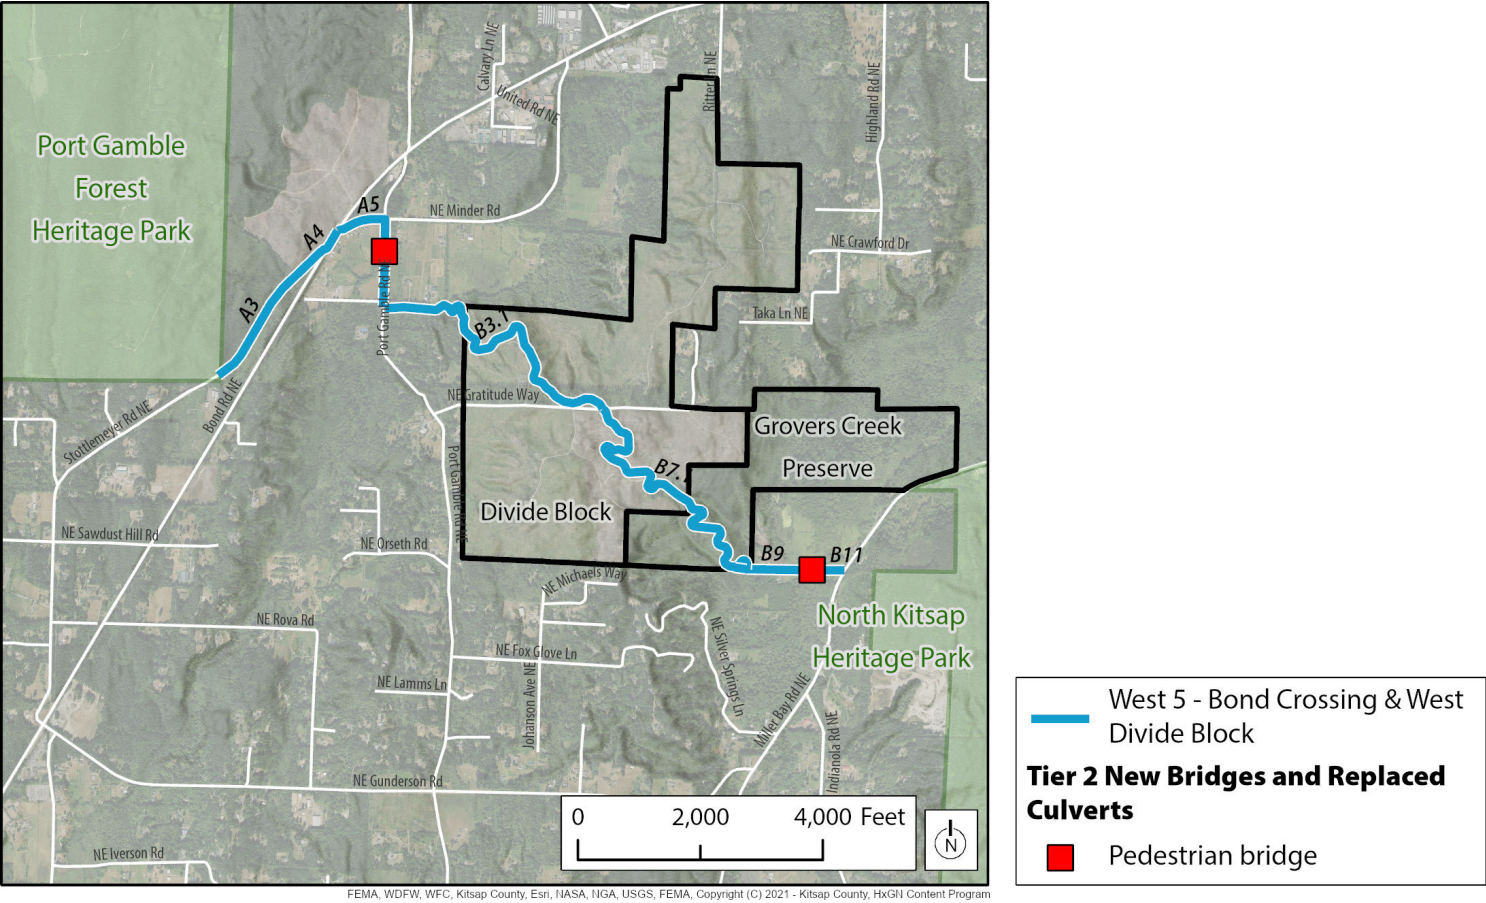 Calvary Ln NE
United Rd NE
Ritter Ln NE
Highland Rd NE
Port Gamble
Forest
Heritage Park
A5
NE Minder Rd
A4
NE Crawford Dr
A3
Port Gamble Rd NE
Taka Ln NE
B3.1
NE Gratitude Way
Stottlemeyer Rd NE
Bond Rd NE
Grovers Creek
Preserve
Port Gamble Rd NE
B7.1
Divide Block
NE Sawdust Hill Rd
NE Orseth Rd
B9
B11
NE Michaels Way
NE Rova Rd
North Kitsap
Heritage Park
NE Silver Springs Ln
NE Fox Glove Ln
NE Lamms Ln
Johanson Ave NE
Miller Bay Rd NE
Indianola Rd NE
NE Gunderson Rd
0 2,000 4,000 Feet
N
NE Iverson Rd
West 5 - Bond Crossing & West
Divide Block
Tier 2 New Bridges and Replaced
Culverts
Pedestrian bridge
FEMA, WDFW, WFC, Kitsap County, Esri, NASA, NGA, USGS, FEMA, Copyright (C) 2021 - Kitsap County, HxGN Content Program